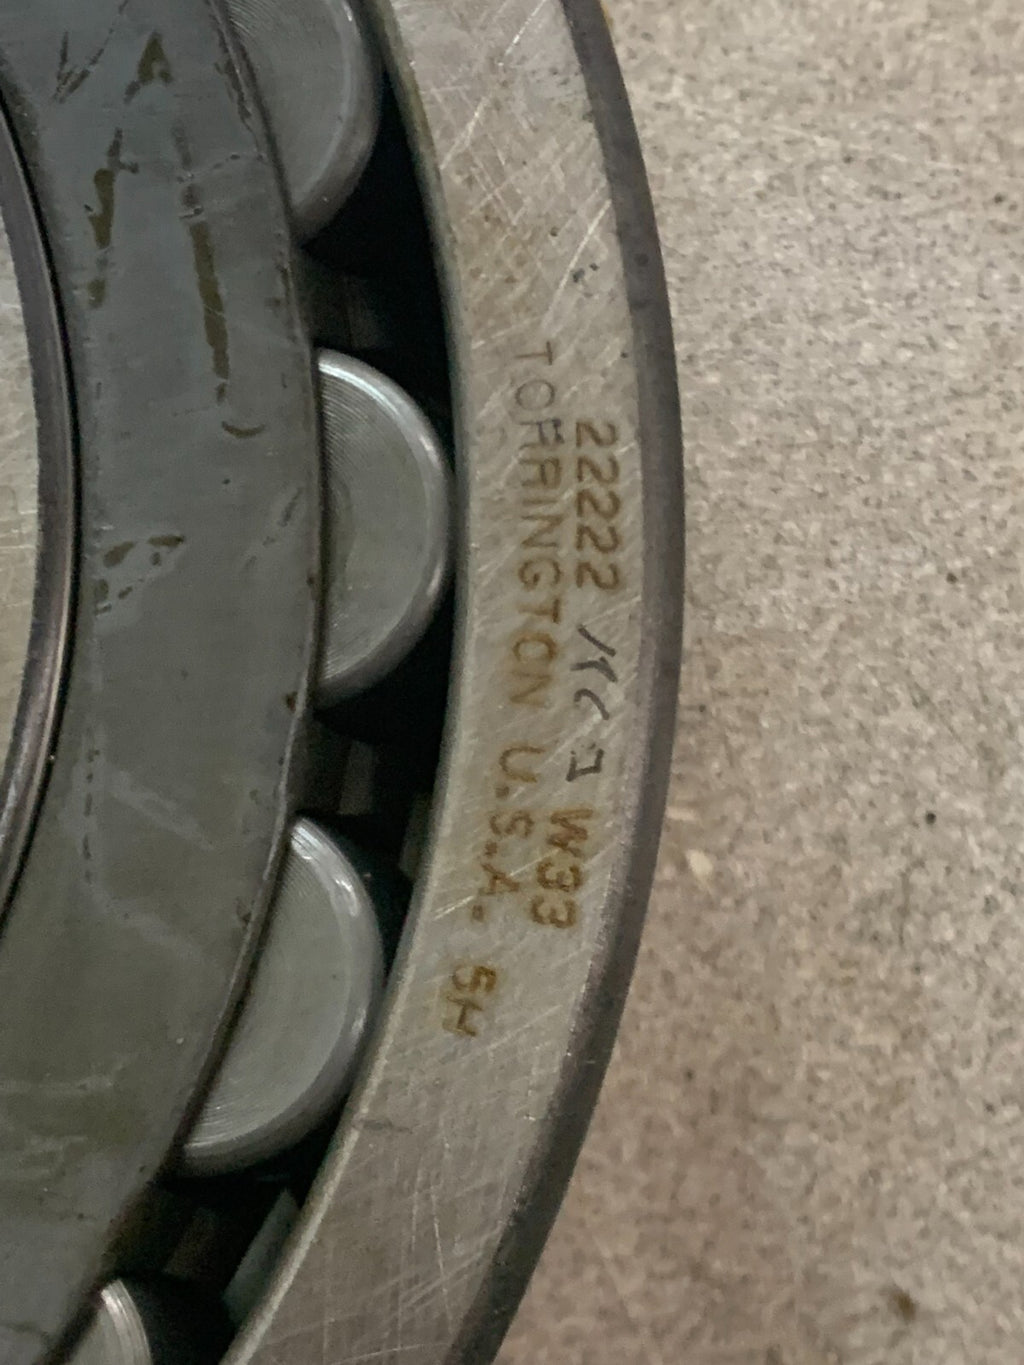 22222 W33
TORRINGTON U.S.A. 5H